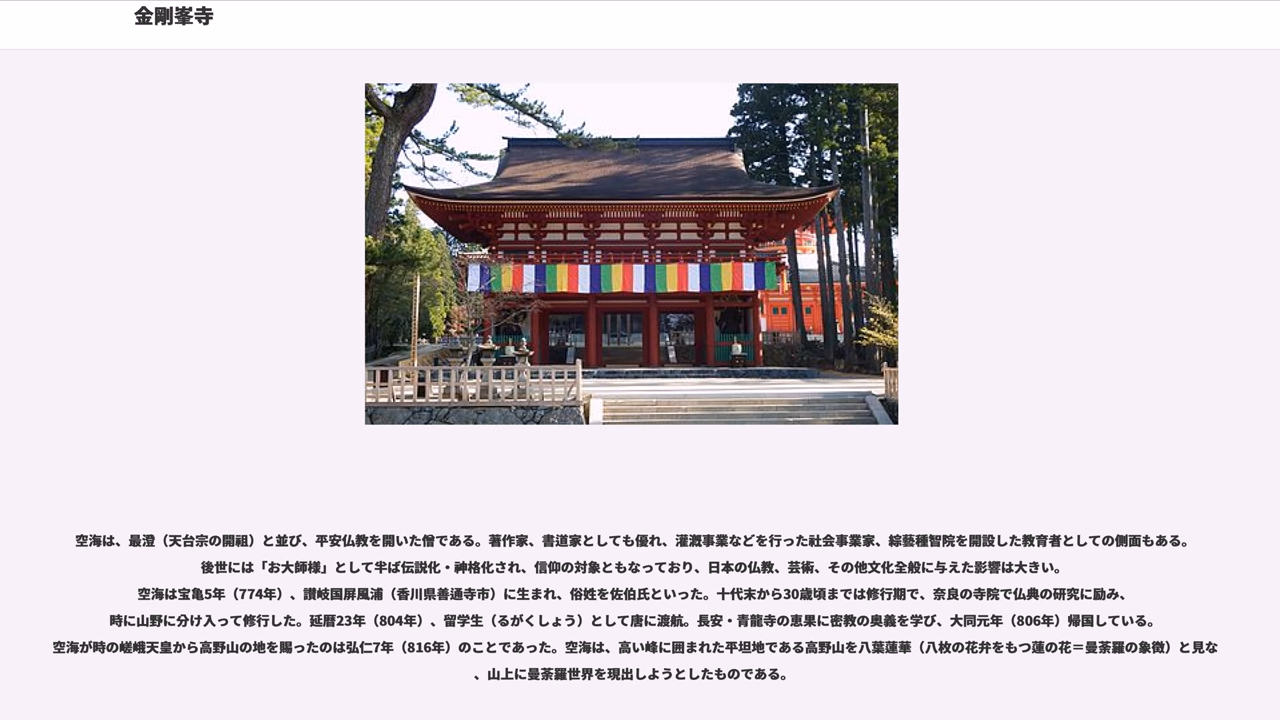 金剛峯寺
空海は、最澄（天台宗の開祖）と並び、平安仏教を開いた僧である。著作家、書道家としても優れ、灌漑事業などを行った社会事業家、綜藝種智院を開設した教育者としての側面もある。
後世には「お大師様」として半ば伝説化・神格化され、信仰の対象ともなっており、日本の仏教、芸術、その他文化全般に与えた影響は大きい。
空海は宝亀5年（774年）、讃岐国屏風浦（香川県善通寺市）に生まれ、俗姓を佐伯氏といった。十代末から30歳頃までは修行期で、奈良の寺院で仏典の研究に励み、
時に山野に分け入って修行した。延暦23年（804年）、留学生（るがくしょう）として唐に渡航。長安・青龍寺の恵果に密教の奥義を学び、大同元年（806年）帰国している。
空海が時の嵯峨天皇から高野山の地を賜ったのは弘仁7年（816年）のことであった。空海は、高い峰に囲まれた平坦地である高野山を八葉蓮華（八枚の花弁をもつ蓮の花＝曼荼羅の象徴）と見な
、山上に曼荼羅世界を現出しようとしたものである。